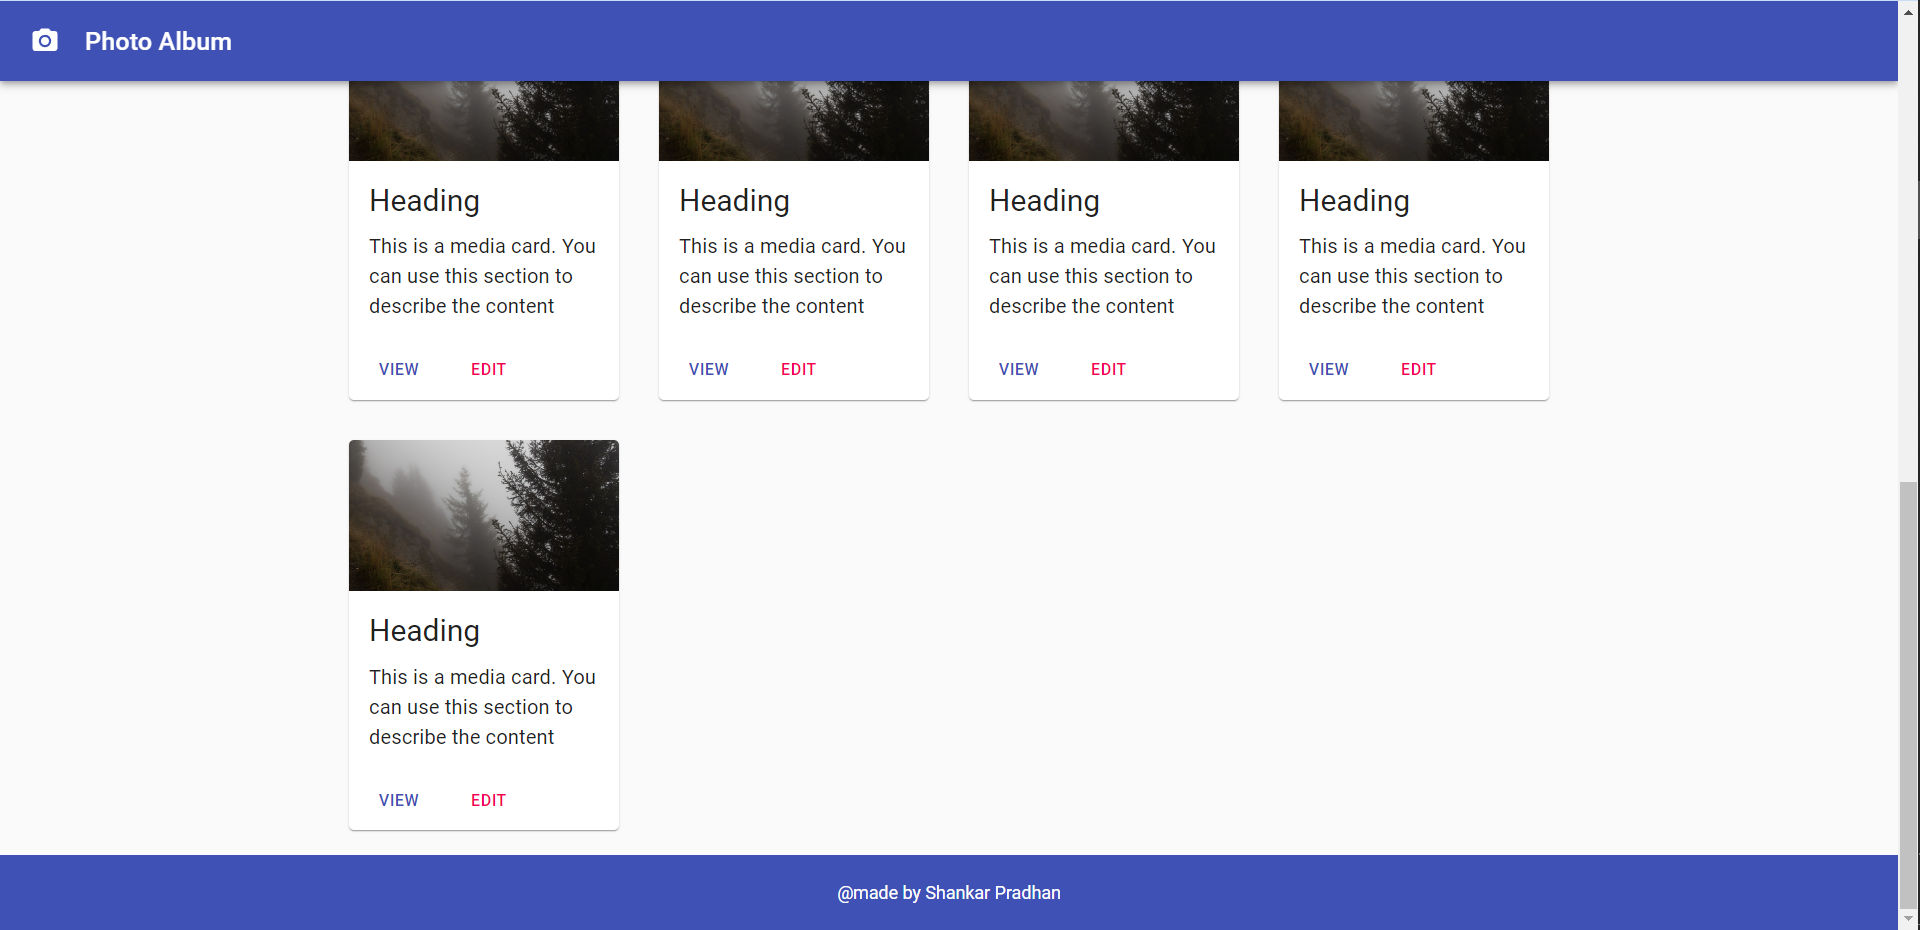 Photo Album
Heading
This is a media card. You
can use this section to
describe the content
VIEW EDIT
Heading
This is a media card. You
can use this section to
describe the content
VIEW EDIT
Heading
This is a media card. You
can use this section to
describe the content
VIEW EDIT
Heading
This is a media card. You
can use this section to
describe the content
VIEW EDIT
Heading
This is a media card. You
can use this section to
describe the content
VIEW EDIT
@made by Shankar Pradhan